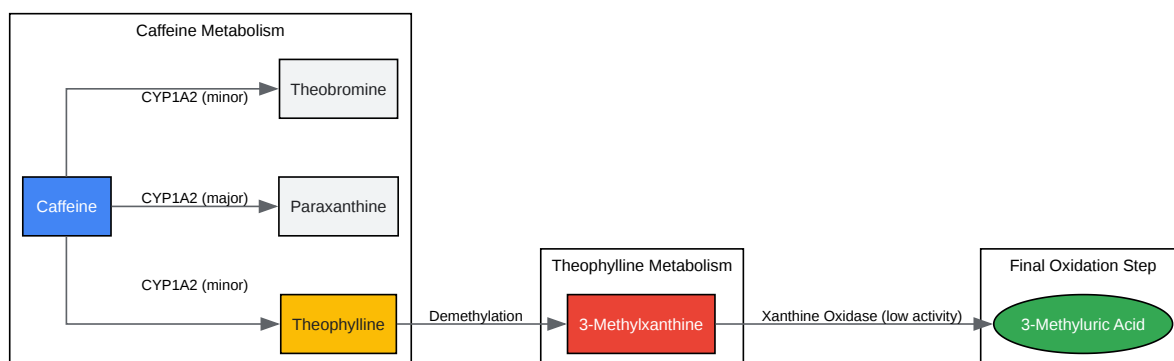 Caffeine Metabolism
Theobromine
CYP1A2 (minor)
Caffeine
CYP1A2 (major)
Paraxanthine
CYP1A2 (minor)
Theophylline
Demethylation
Theophylline Metabolism
3-Methylxanthine
Xanthine Oxidase (low activity)
Final Oxidation Step
3-Methyluric Acid